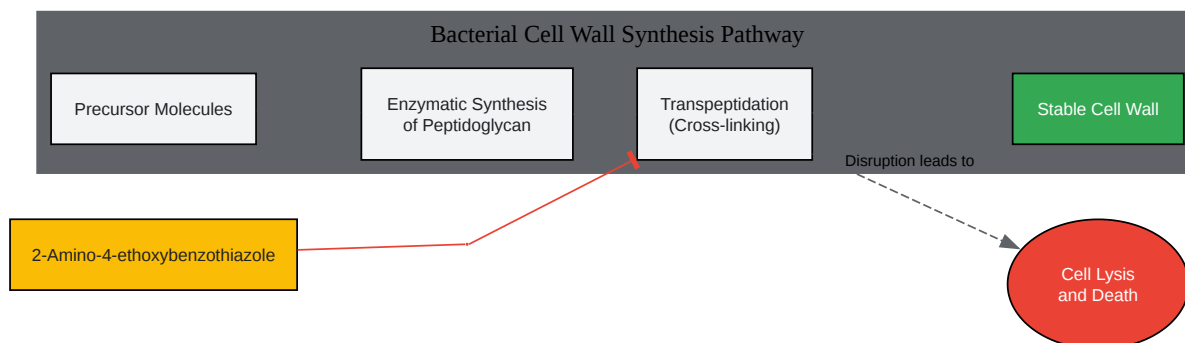 Bacterial Cell Wall Synthesis Pathway
Precursor Molecules
Enzymatic Synthesis
of Peptidoglycan
Transpeptidation
(Cross-linking)
Stable Cell Wall
Disruption leads to
2-Amino-4-ethoxybenzothiazole
Cell Lysis
and Death